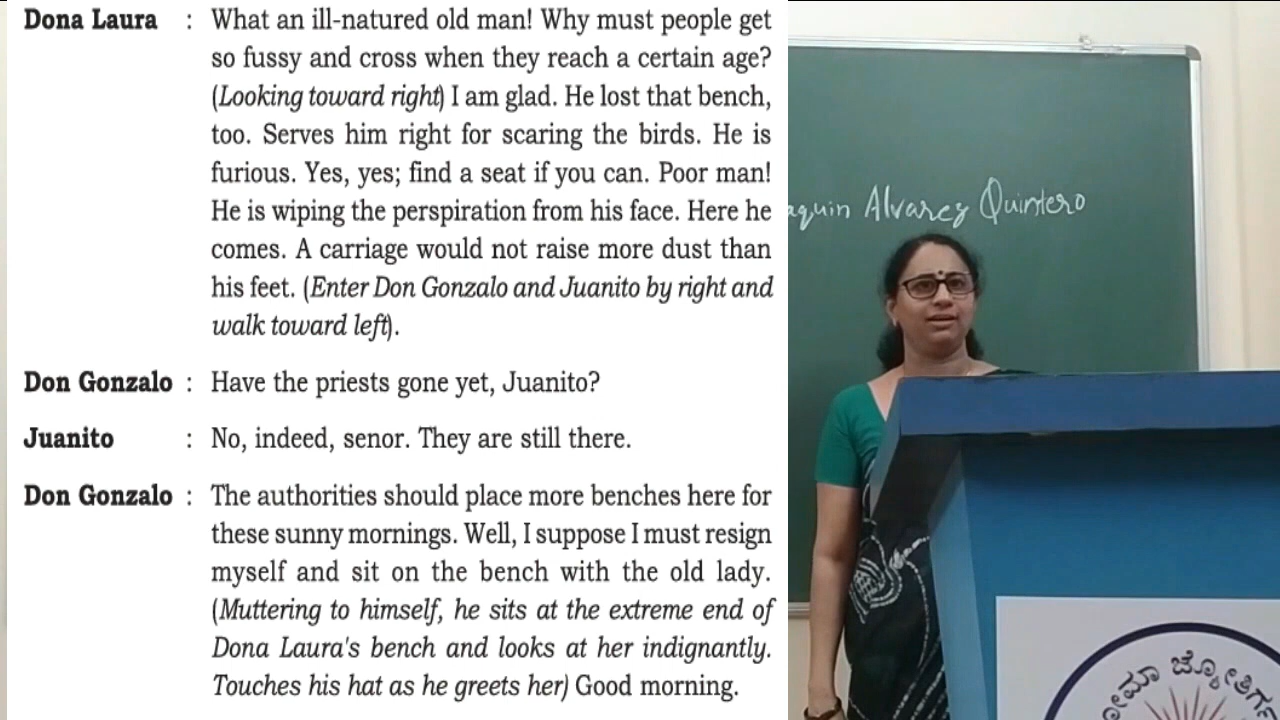 Dona Laura : What an ill-natured old man! Why must people get
so fussy and cross when they reach a certain age?
(Looking toward right) I am glad. He lost that bench,
too. Serves him right for scaring the birds. He is
furious. Yes, yes; find a seat if you can. Poor man!
He is wiping the perspiration from his face. Here he
comes. A carriage would not raise more dust than
his feet. (Enter Don Gonzalo and Juanito by right and
walk toward left).
Don Gonzalo : Have the priests gone yet, Juanito?
Juanito : No, indeed, senor. They are still there.
Don Gonzalo : The authorities should place more benches here for
these sunny mornings. Well, I suppose I must resign
myself and sit on the bench with the old lady.
(Muttering to himself, he sits at the extreme end of
Dona Laura's bench and looks at her indignantly.
Touches his hat as he greets her) Good morning.
Alvarez Quintero